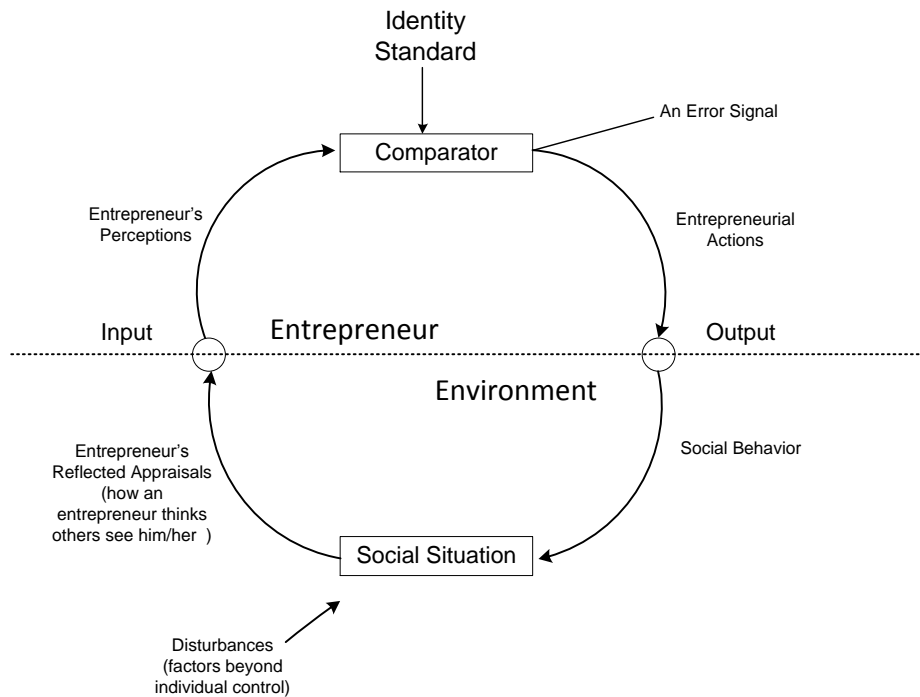 Identity
Standard
An Error Signal
Comparator
Entrepreneur's
Perceptions
Entrepreneurial
Actions
Input
Entrepreneur
Output
Environment
Entrepreneur's
Reflected Appraisals
(how an
entrepreneur thinks
others see him/her )
Social Behavior
Social Situation
Disturbances
(factors beyond
individual control)